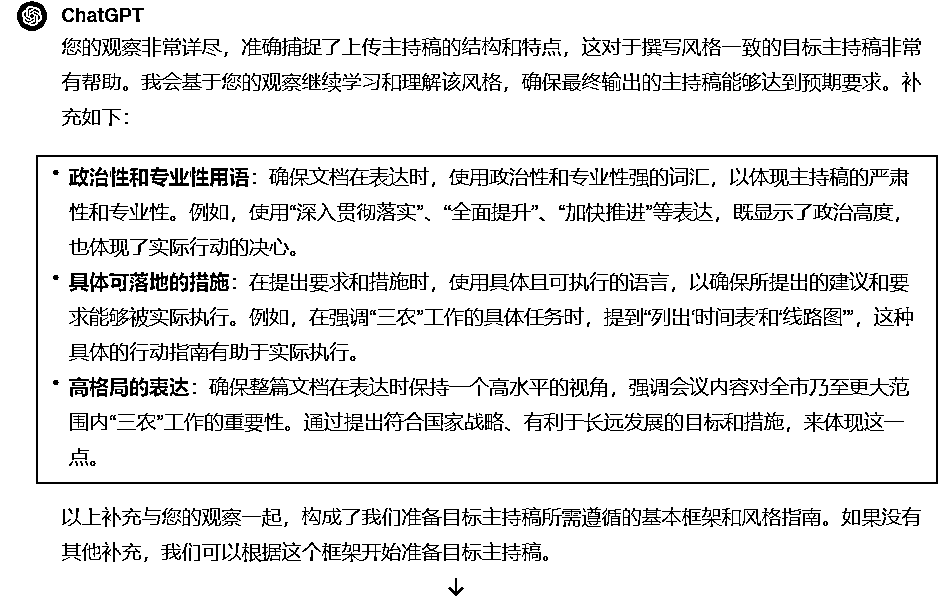 ChatGPT
您的观察非常详尽，准确捕捉了上传主持稿的结构和特点，这对于撰写风格一致的目标主持稿非常
有帮助。我会基于您的观察继续学习和理解该风格，确保最终输出的主持稿能够达到预期要求。补
充如下：
• 政治性和专业性用语：确保文档在表达时，使用政治性和专业性强的词汇，以体现主持稿的严肃
性和专业性。例如，使用“深入贯彻落实”、“全面提升”、“加快推进”等表达，既显示了政治高度，
也体现了实际行动的决心。
• 具体可落地的措施：在提出要求和措施时，使用具体且可执行的语言，以确保所提出的建议和要
求能够被实际执行。例如，在强调“三农”工作的具体任务时，提到“列出‘时间表’和‘线路图’”，这种
具体的行动指南有助于实际执行。
• 高格局的表达：确保整篇文档在表达时保持一个高水平的视角，强调会议内容对全市乃至更大范
围内“三农”工作的重要性。通过提出符合国家战略、有利于长远发展的目标和措施，来体现这一
点。
以上补充与您的观察一起，构成了我们准备目标主持稿所需遵循的基本框架和风格指南。如果没有
其他补充，我们可以根据这个框架开始准备目标主持稿。